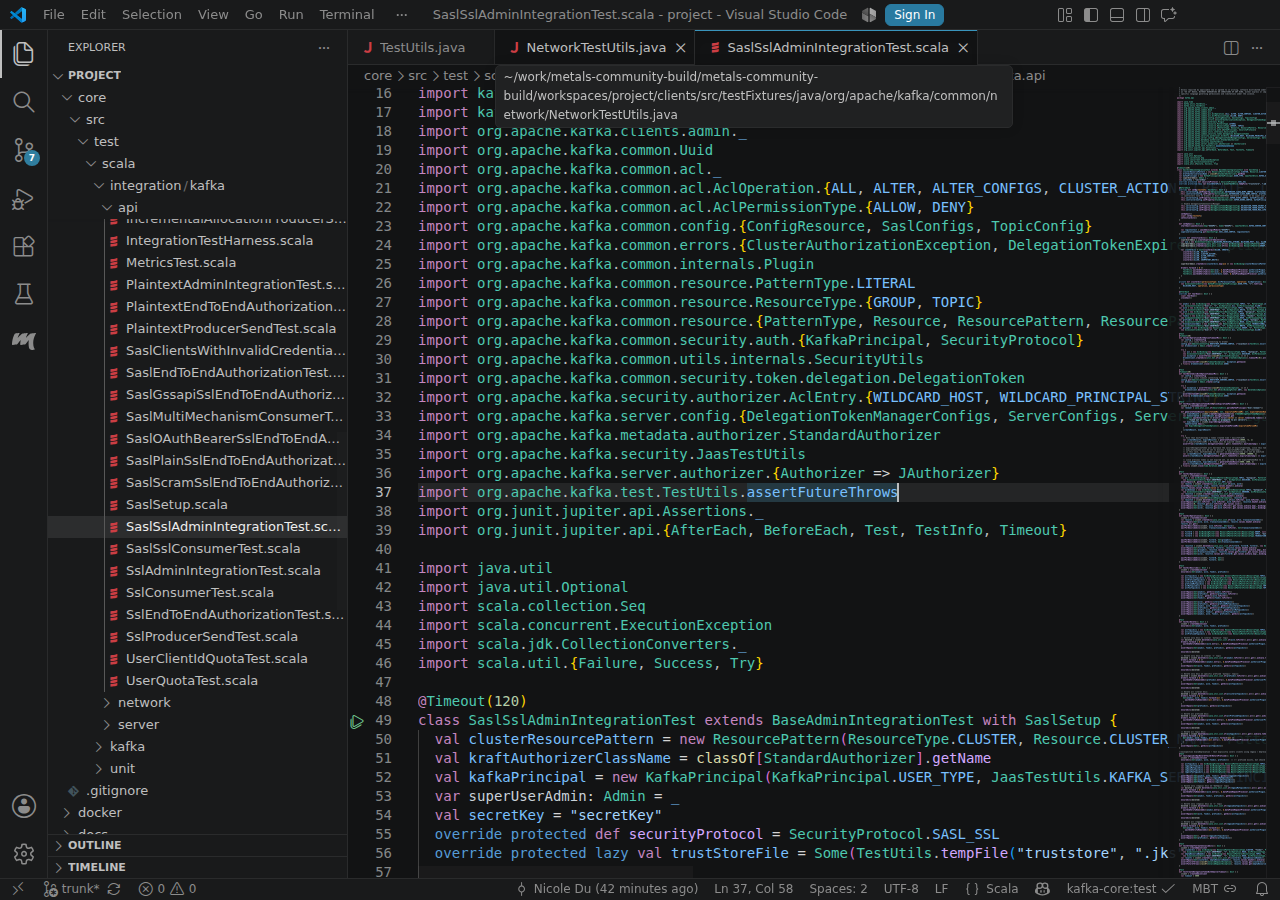 File Edit Selection View Go Run Terminal ··· SaslSslAdminIntegrationTest.scala - project - Visual Studio Code Sign In
EXPLORER ···
TestUtils.java NetworkTestUtils.java SaslSslAdminIntegrationTest.scala ···
core > src > test > a.api
~/work/metals-community-build/metals-community-
build/workspaces/project/clients/src/testFixtures/java/org/apache/kafka/common/n
etwork/NetworkTestUtils.java
PROJECT
core
src
test
scala
integration / kafka
api
IncrementalAllocationProducerS...
IntegrationTestHarness.scala
MetricsTest.scala
PlaintextAdminIntegrationTest.s...
PlaintextEndToEndAuthorization...
PlaintextProducerSendTest.scala
SaslClientsWithInvalidCredentia...
SaslEndToEndAuthorizationTest....
SaslGssapiSslEndToEndAuthoriz...
SaslMultiMechanismConsumerT...
SaslOAuthBearerSslEndToEndA...
SaslPlainSslEndToEndAuthorizat...
SaslScramSslEndToEndAuthoriz...
SaslSetup.scala
SaslSslAdminIntegrationTest.sc...
SaslSslConsumerTest.scala
SslAdminIntegrationTest.scala
SslConsumerTest.scala
SslEndToEndAuthorizationTest.s...
SslProducerSendTest.scala
UserClientIdQuotaTest.scala
UserQuotaTest.scala
network
server
kafka
unit
.gitignore
docker
docs
OUTLINE
TIMELINE
7
16 import ka
17 import ka
18 import org.apache.kafka.clients.admin._
19 import org.apache.kafka.common.Uuid
20 import org.apache.kafka.common.acl._
21 import org.apache.kafka.common.acl.AclOperation.{ALL, ALTER, ALTER_CONFIGS, CLUSTER_ACTIO
22 import org.apache.kafka.common.acl.AclPermissionType.{ALLOW, DENY}
23 import org.apache.kafka.common.config.{ConfigResource, SaslConfigs, TopicConfig}
24 import org.apache.kafka.common.errors.{ClusterAuthorizationException, DelegationTokenExpi
25 import org.apache.kafka.common.internals.Plugin
26 import org.apache.kafka.common.resource.PatternType.LITERAL
27 import org.apache.kafka.common.resource.ResourceType.{GROUP, TOPIC}
28 import org.apache.kafka.common.resource.{PatternType, Resource, ResourcePattern, Resource
29 import org.apache.kafka.common.security.auth.{KafkaPrincipal, SecurityProtocol}
30 import org.apache.kafka.common.utils.internals.SecurityUtils
31 import org.apache.kafka.common.security.token.delegation.DelegationToken
32 import org.apache.kafka.security.authorizer.AclEntry.{WILDCARD_HOST, WILDCARD_PRINCIPAL_S
33 import org.apache.kafka.server.config.{DelegationTokenManagerConfigs, ServerConfigs, Serv
34 import org.apache.kafka.metadata.authorizer.StandardAuthorizer
35 import org.apache.kafka.security.JaasTestUtils
36 import org.apache.kafka.server.authorizer.{Authorizer => JAuthorizer}
37 import org.apache.kafka.test.TestUtils.assertFutureThrows
38 import org.junit.jupiter.api.Assertions._
39 import org.junit.jupiter.api.{AfterEach, BeforeEach, Test, TestInfo, Timeout}
40
41 import java.util
42 import java.util.Optional
43 import scala.collection.Seq
44 import scala.concurrent.ExecutionException
45 import scala.jdk.CollectionConverters._
46 import scala.util.{Failure, Success, Try}
47
48 @Timeout(120)
49 class SaslSslAdminIntegrationTest extends BaseAdminIntegrationTest with SaslSetup {
50 val clusterResourcePattern = new ResourcePattern(ResourceType.CLUSTER, Resource.CLUSTER
51 val kraftAuthorizerClassName = classOf[StandardAuthorizer].getName
52 val kafkaPrincipal = new KafkaPrincipal(KafkaPrincipal.USER_TYPE, JaasTestUtils.KAFKA_SE
53 var superUserAdmin: Admin = _
54 val secretKey = "secretKey"
55 override protected def securityProtocol = SecurityProtocol.SASL_SSL
56 override protected lazy val trustStoreFile = Some(TestUtils.tempFile("truststore", ".jks
57
trunk* 0 0 Nicole Du (42 minutes ago) Ln 37, Col 58 Spaces: 2 UTF-8 LF { } Scala kafka-core:test MBT